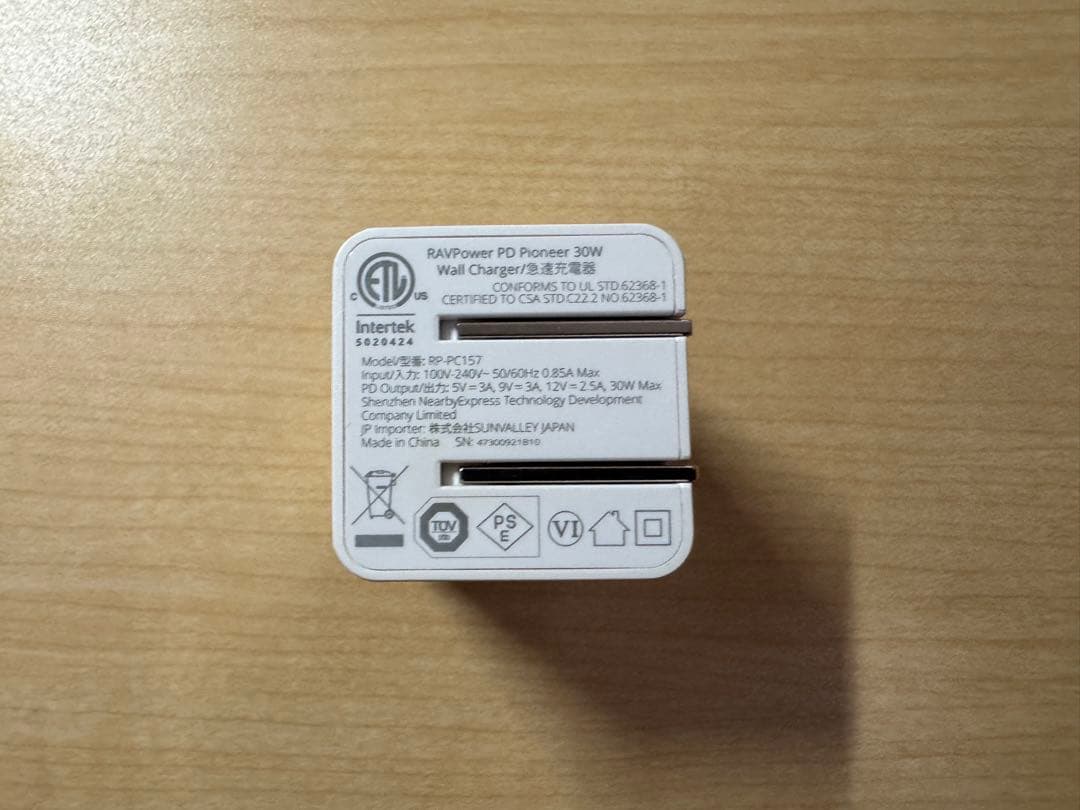 RAVPower PD Pioneer 30W
Wall Charger/急速充電器
CONFORMS TO UL STD.62368-1
CERTIFIED TO CSA STD.C22.2 NO.62368-1
ETL
C US
Intertek
5020424
Model/型番: RP-PC157
Input/入力: 100V-240V~ 50/60Hz 0.85A Max
PD Output/出力: 5V⎓3A, 9V⎓3A, 12V⎓2.5A, 30W Max
Shenzhen NearbyExpress Technology Development
Company Limited
JP Importer: 株式会社SUNVALLEY JAPAN
Made in China SN: 47300921B10
TÜV
PS
E
VI